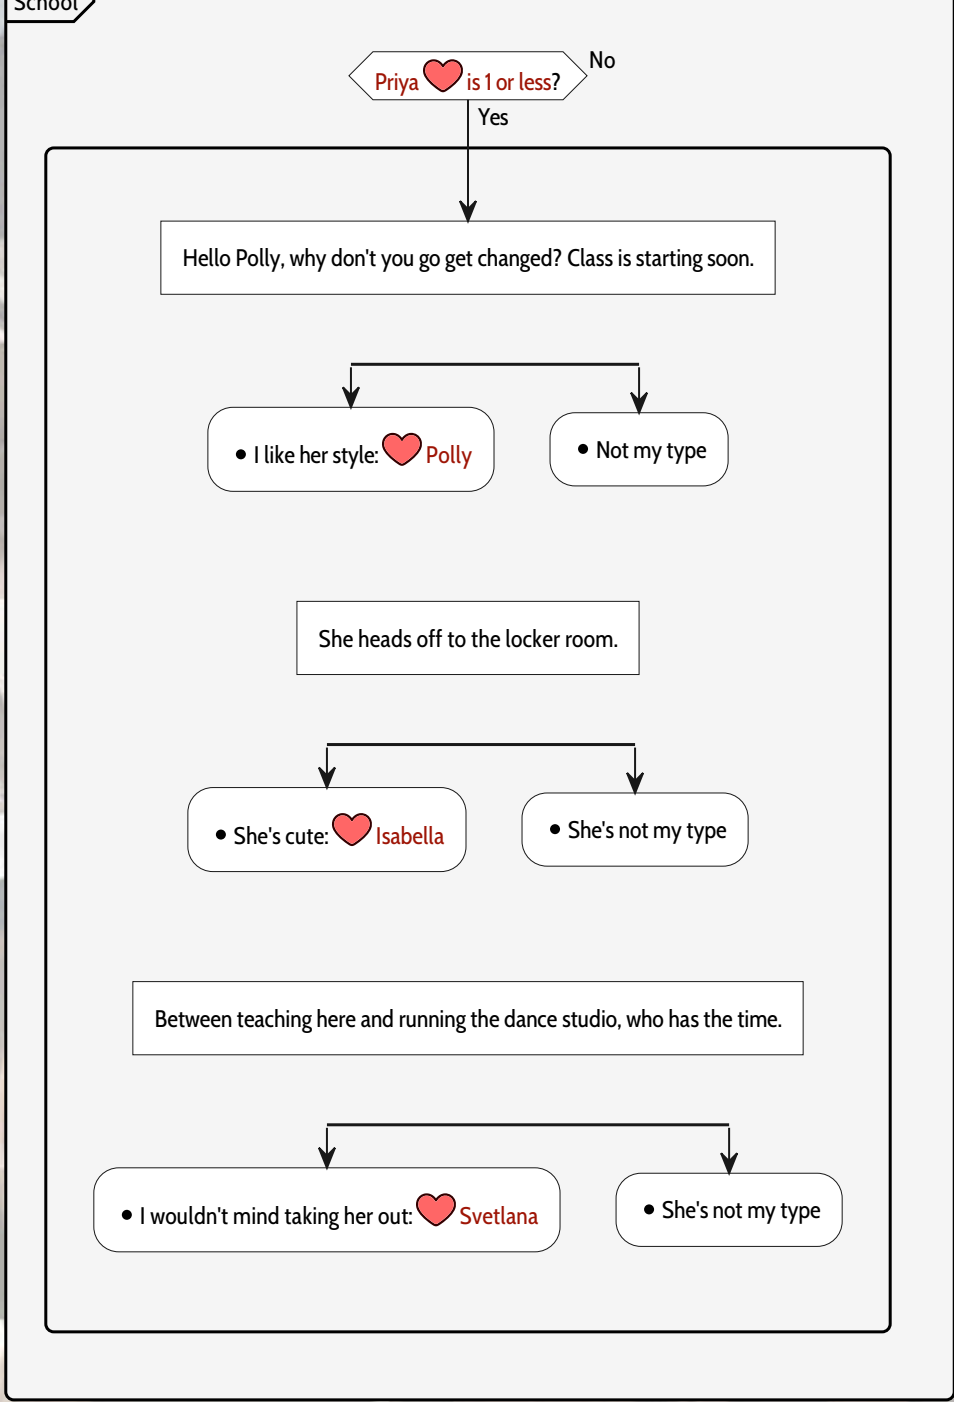 School
Priya is 1 or less?
No
Yes
Hello Polly, why don't you go get changed? Class is starting soon.
• I like her style: Polly
• Not my type
She heads off to the locker room.
• She's cute: Isabella
• She's not my type
Between teaching here and running the dance studio, who has the time.
• I wouldn't mind taking her out: Svetlana
• She's not my type